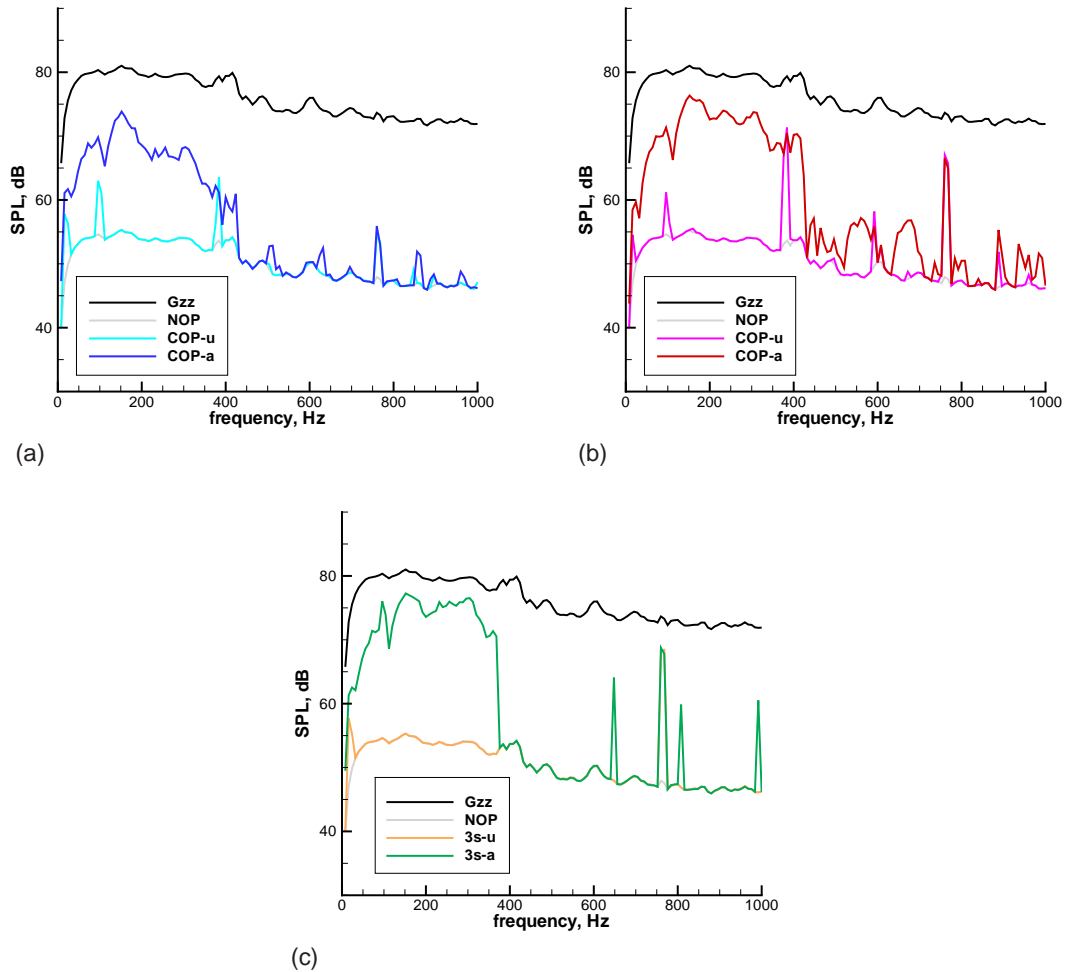 80
60
40
SPL, dB
Gzz
NOP
COP-u
COP-a
0 200 400 600 800 1000
frequency, Hz
(a)
80
60
40
SPL, dB
Gzz
NOP
COP-u
COP-a
0 200 400 600 800 1000
frequency, Hz
(b)
80
60
40
SPL, dB
Gzz
NOP
3s-u
3s-a
0 200 400 600 800 1000
frequency, Hz
(c)